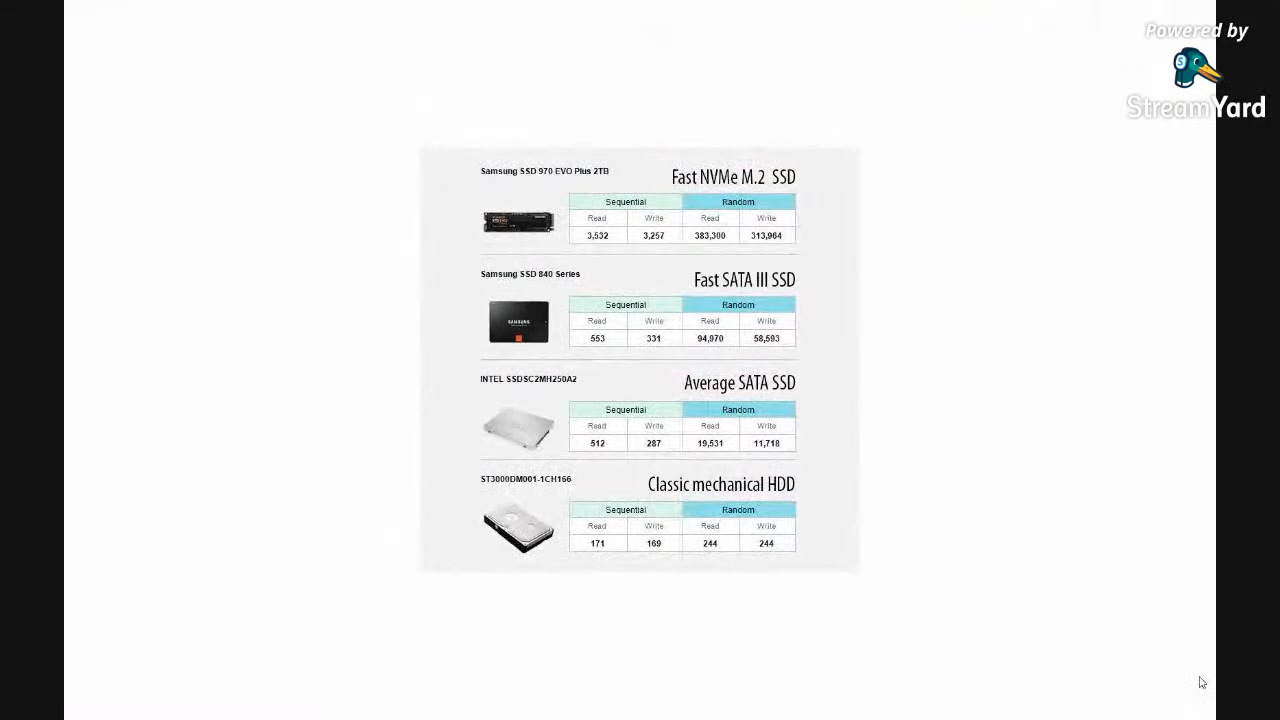 Powered by
StreamYard
Samsung SSD 970 EVO Plus 2TB
Fast NVMe M.2 SSD
Sequential Random
Read Write Read Write
3,532 3,257 383,300 313,964
Samsung SSD 840 Series
Fast SATA III SSD
SAMSUNG
Sequential Random
Read Write Read Write
553 331 94,970 58,593
INTEL SSDSC2MH250A2
Average SATA SSD
Sequential Random
Read Write Read Write
512 287 19,531 11,718
ST3000DM001-1CH166
Classic mechanical HDD
Sequential Random
Read Write Read Write
171 169 244 244